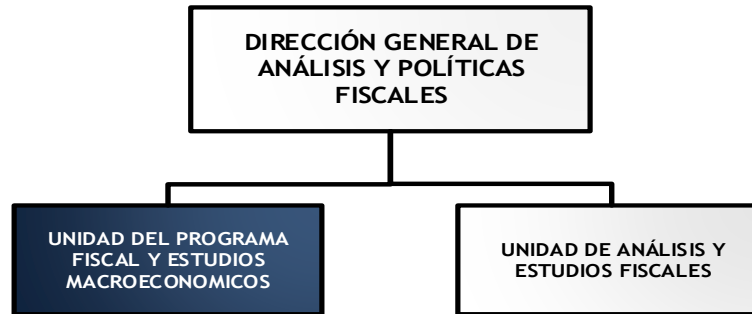 DIRECCIÓN GENERAL DE
ANÁLISIS Y POLÍTICAS
FISCALES
UNIDAD DEL PROGRAMA
FISCAL Y ESTUDIOS
MACROECONOMICOS
UNIDAD DE ANÁLISIS Y
ESTUDIOS FISCALES